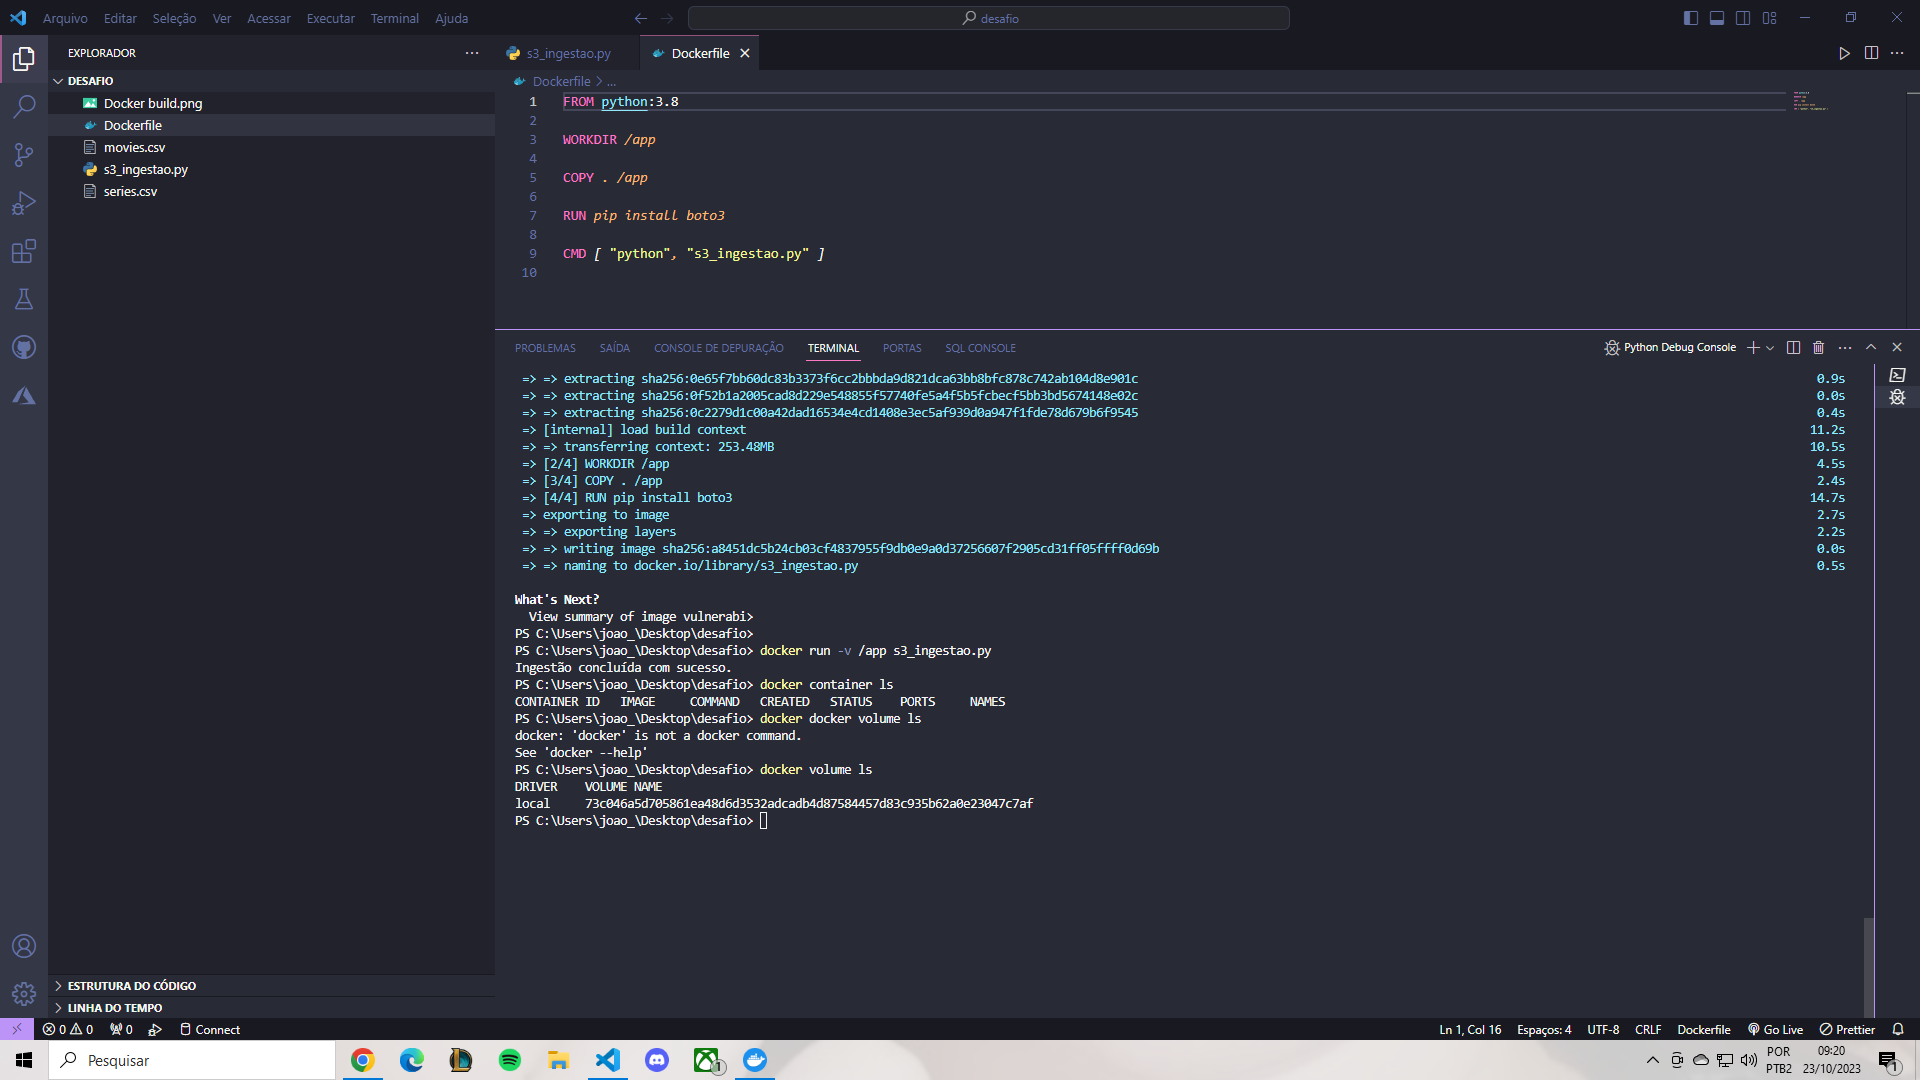 Arquivo Editar Seleção Ver Acessar Executar Terminal Ajuda
desafio
EXPLORADOR
DESAFIO
Docker build.png
Dockerfile
movies.csv
s3_ingestao.py
series.csv
ESTRUTURA DO CÓDIGO
LINHA DO TEMPO
s3_ingestao.py Dockerfile
Dockerfile > ...
1 FROM python:3.8
2
3 WORKDIR /app
4
5 COPY . /app
6
7 RUN pip install boto3
8
9 CMD [ "python", "s3_ingestao.py" ]
10
PROBLEMAS SAÍDA CONSOLE DE DEPURAÇÃO TERMINAL PORTAS SQL CONSOLE
Python Debug Console
=> => extracting sha256:0e65f7bb60dc83b3373f6cc2bbbda9d821dca63bb8bfc878c742ab104d8e901c 0.9s
=> => extracting sha256:0f52b1a2005cad8d229e548855f57740fe5a4f5b5fcbecf5bb3bd5674148e02c 0.0s
=> => extracting sha256:0c2279d1c00a42dad16534e4cd1408e3ec5af939d0a947f1fde78d679b6f9545 0.4s
=> [internal] load build context 11.2s
=> => transferring context: 253.48MB 10.5s
=> [2/4] WORKDIR /app 4.5s
=> [3/4] COPY . /app 2.4s
=> [4/4] RUN pip install boto3 14.7s
=> exporting to image 2.7s
=> => exporting layers 2.2s
=> => writing image sha256:a8451dc5b24cb03cf4837955f9db0e9a0d37256607f2905cd31ff05ffff0d69b 0.0s
=> => naming to docker.io/library/s3_ingestao.py 0.5s
What's Next?
View summary of image vulnerabi>
PS C:\Users\joao_\Desktop\desafio>
PS C:\Users\joao_\Desktop\desafio> docker run -v /app s3_ingestao.py
Ingestão concluída com sucesso.
PS C:\Users\joao_\Desktop\desafio> docker container ls
CONTAINER ID IMAGE COMMAND CREATED STATUS PORTS NAMES
PS C:\Users\joao_\Desktop\desafio> docker docker volume ls
docker: 'docker' is not a docker command.
See 'docker --help'
PS C:\Users\joao_\Desktop\desafio> docker volume ls
DRIVER VOLUME NAME
local 73c046a5d705861ea48d6d3532adcadb4d87584457d83c935b62a0e23047c7af
PS C:\Users\joao_\Desktop\desafio>
0 0 0 Connect
Ln 1, Col 16 Espaços: 4 UTF-8 CRLF Dockerfile Go Live Prettier
Pesquisar
1
POR
PTB2
09:20
23/10/2023
1